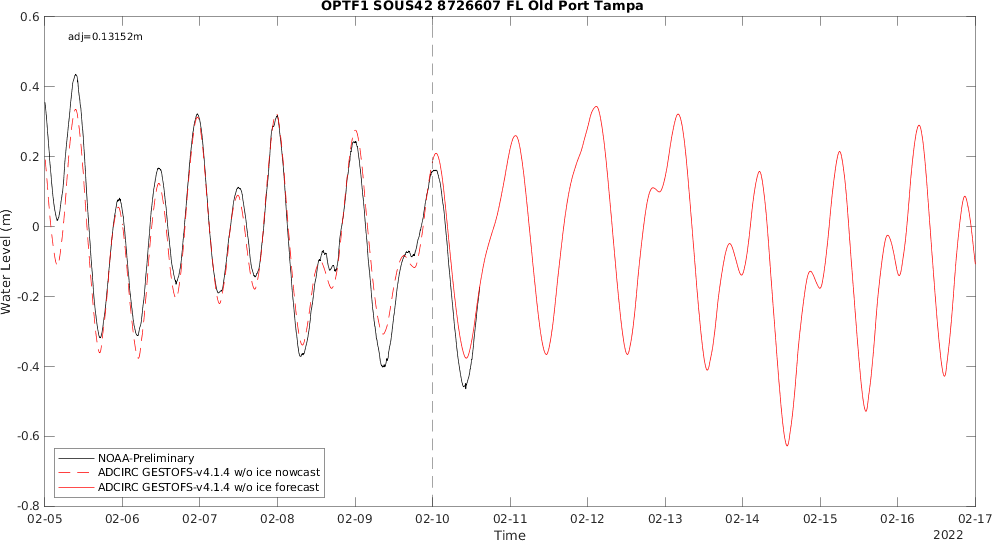 OPTF1 SOUS42 8726607 FL Old Port Tampa
adj=0.13152m
0.6
0.4
0.2
0
-0.2
-0.4
-0.6
-0.8
Water Level (m)
NOAA-Preliminary
ADCIRC GESTOFS-v4.1.4 w/o ice nowcast
ADCIRC GESTOFS-v4.1.4 w/o ice forecast
02-05 02-06 02-07 02-08 02-09 02-10 02-11 02-12 02-13 02-14 02-15 02-16 02-17
Time
2022